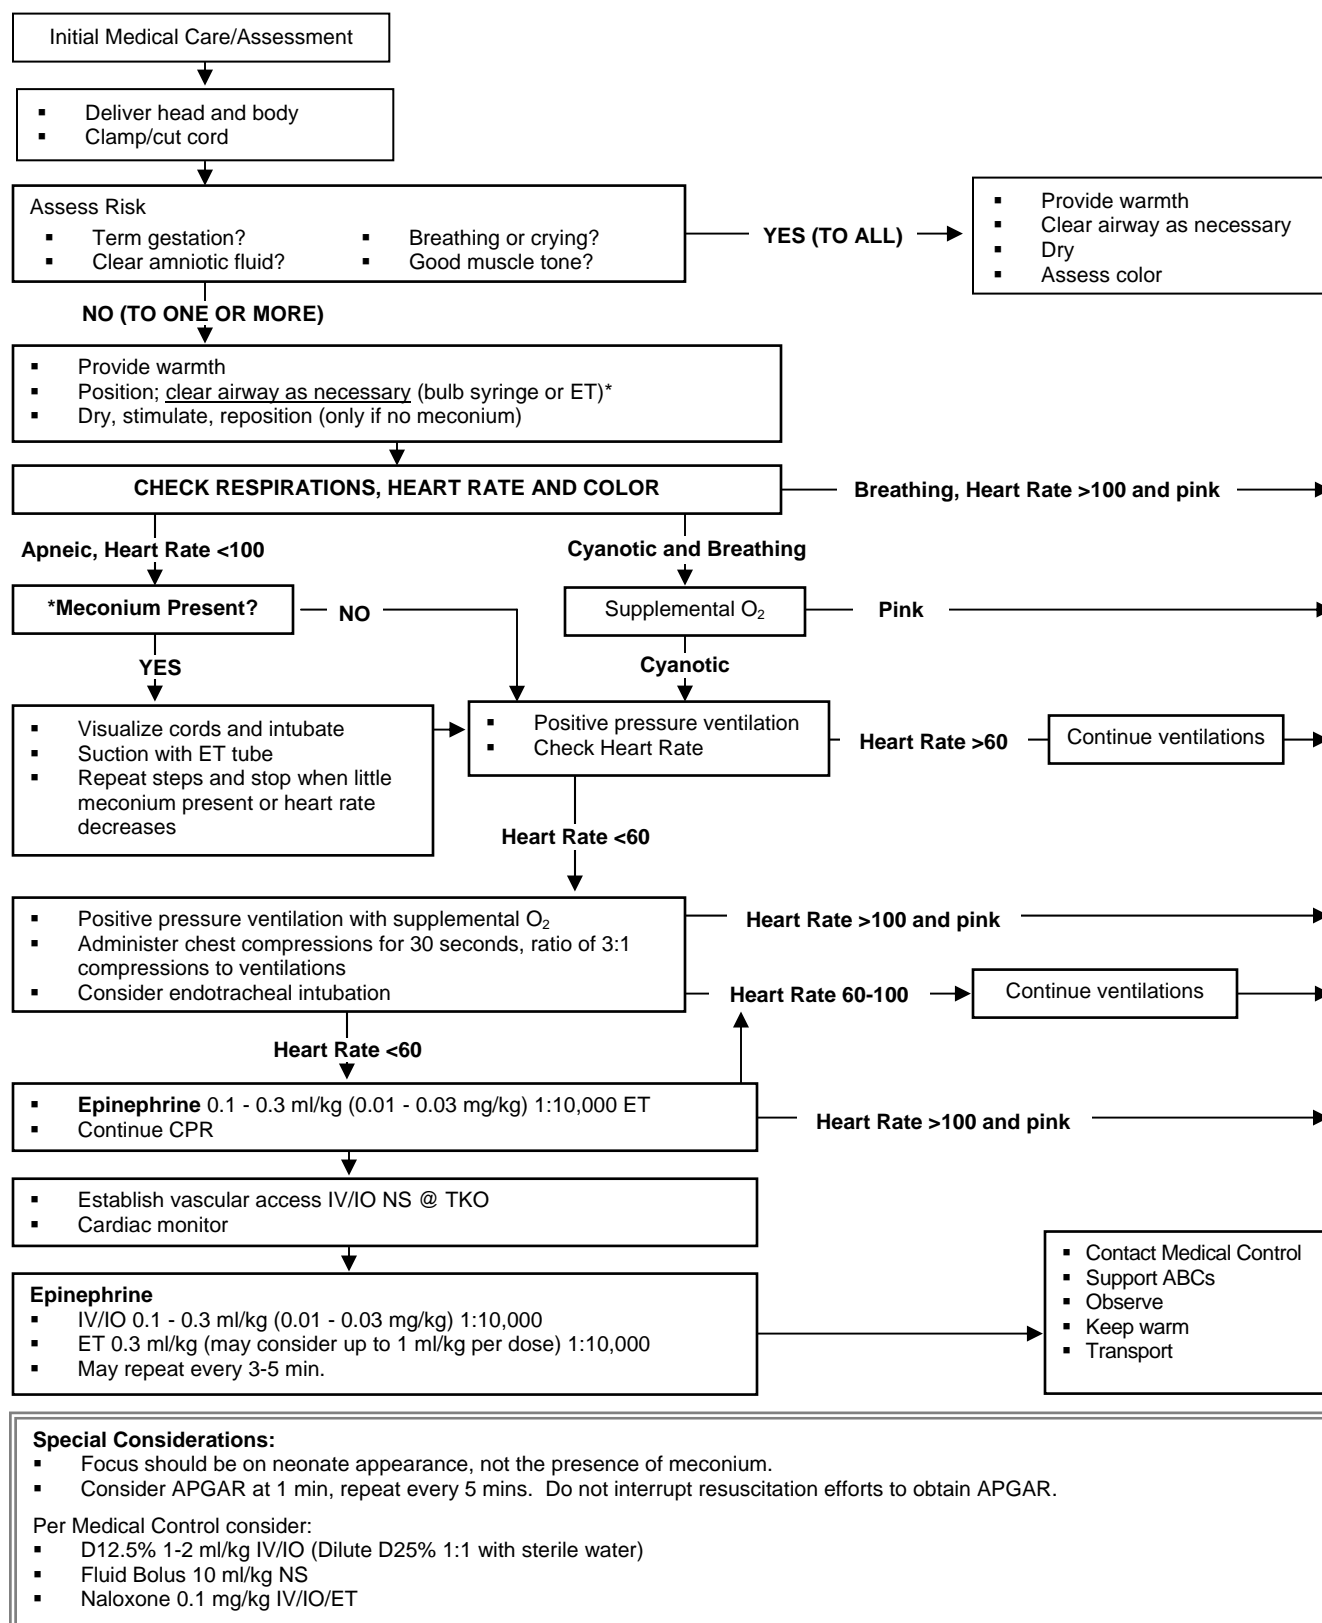 Initial Medical Care/Assessment
▪ Deliver head and body
▪ Clamp/cut cord
Assess Risk
▪ Term gestation?
▪ Breathing or crying?
▪ Clear amniotic fluid?
▪ Good muscle tone?
YES (TO ALL)
▪ Provide warmth
▪ Clear airway as necessary
▪ Dry
▪ Assess color
NO (TO ONE OR MORE)
▪ Provide warmth
▪ Position; clear airway as necessary (bulb syringe or ET)*
▪ Dry, stimulate, reposition (only if no meconium)
CHECK RESPIRATIONS, HEART RATE AND COLOR
Breathing, Heart Rate >100 and pink
Apneic, Heart Rate <100
Cyanotic and Breathing
*Meconium Present?
NO
Supplemental O₂
Pink
YES
Cyanotic
▪ Visualize cords and intubate
▪ Suction with ET tube
▪ Repeat steps and stop when little
meconium present or heart rate
decreases
▪ Positive pressure ventilation
▪ Check Heart Rate
Heart Rate >60
Continue ventilations
Heart Rate <60
▪ Positive pressure ventilation with supplemental O₂
▪ Administer chest compressions for 30 seconds, ratio of 3:1
compressions to ventilations
▪ Consider endotracheal intubation
Heart Rate >100 and pink
Heart Rate 60-100
Continue ventilations
Heart Rate <60
▪ Epinephrine 0.1 - 0.3 ml/kg (0.01 - 0.03 mg/kg) 1:10,000 ET
▪ Continue CPR
Heart Rate >100 and pink
▪ Establish vascular access IV/IO NS @ TKO
▪ Cardiac monitor
Epinephrine
▪ IV/IO 0.1 - 0.3 ml/kg (0.01 - 0.03 mg/kg) 1:10,000
▪ ET 0.3 ml/kg (may consider up to 1 ml/kg per dose) 1:10,000
▪ May repeat every 3-5 min.
▪ Contact Medical Control
▪ Support ABCs
▪ Observe
▪ Keep warm
▪ Transport
Special Considerations:
▪ Focus should be on neonate appearance, not the presence of meconium.
▪ Consider APGAR at 1 min, repeat every 5 mins. Do not interrupt resuscitation efforts to obtain APGAR.
Per Medical Control consider:
▪ D12.5% 1-2 ml/kg IV/IO (Dilute D25% 1:1 with sterile water)
▪ Fluid Bolus 10 ml/kg NS
▪ Naloxone 0.1 mg/kg IV/IO/ET